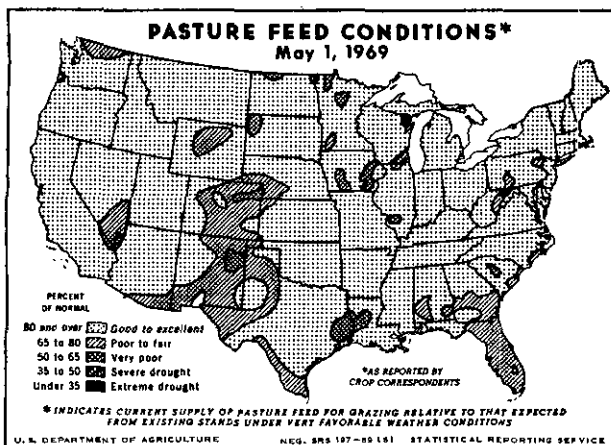 PASTURE FEED CONDITIONS*
May 1, 1969
PERCENT
OF NORMAL
80 and over Good to excellent
65 to 80 Poor to fair
50 to 65 Very poor
35 to 50 Severe drought
Under 35 Extreme drought
*AS REPORTED BY
CROP CORRESPONDENTS
* INDICATES CURRENT SUPPLY OF PASTURE FEED FOR GRAZING RELATIVE TO THAT EXPECTED
FROM EXISTING STANDS UNDER VERY FAVORABLE WEATHER CONDITIONS
U. S. DEPARTMENT OF AGRICULTURE NEG. SRS STATISTICAL REPORTING SERVICE